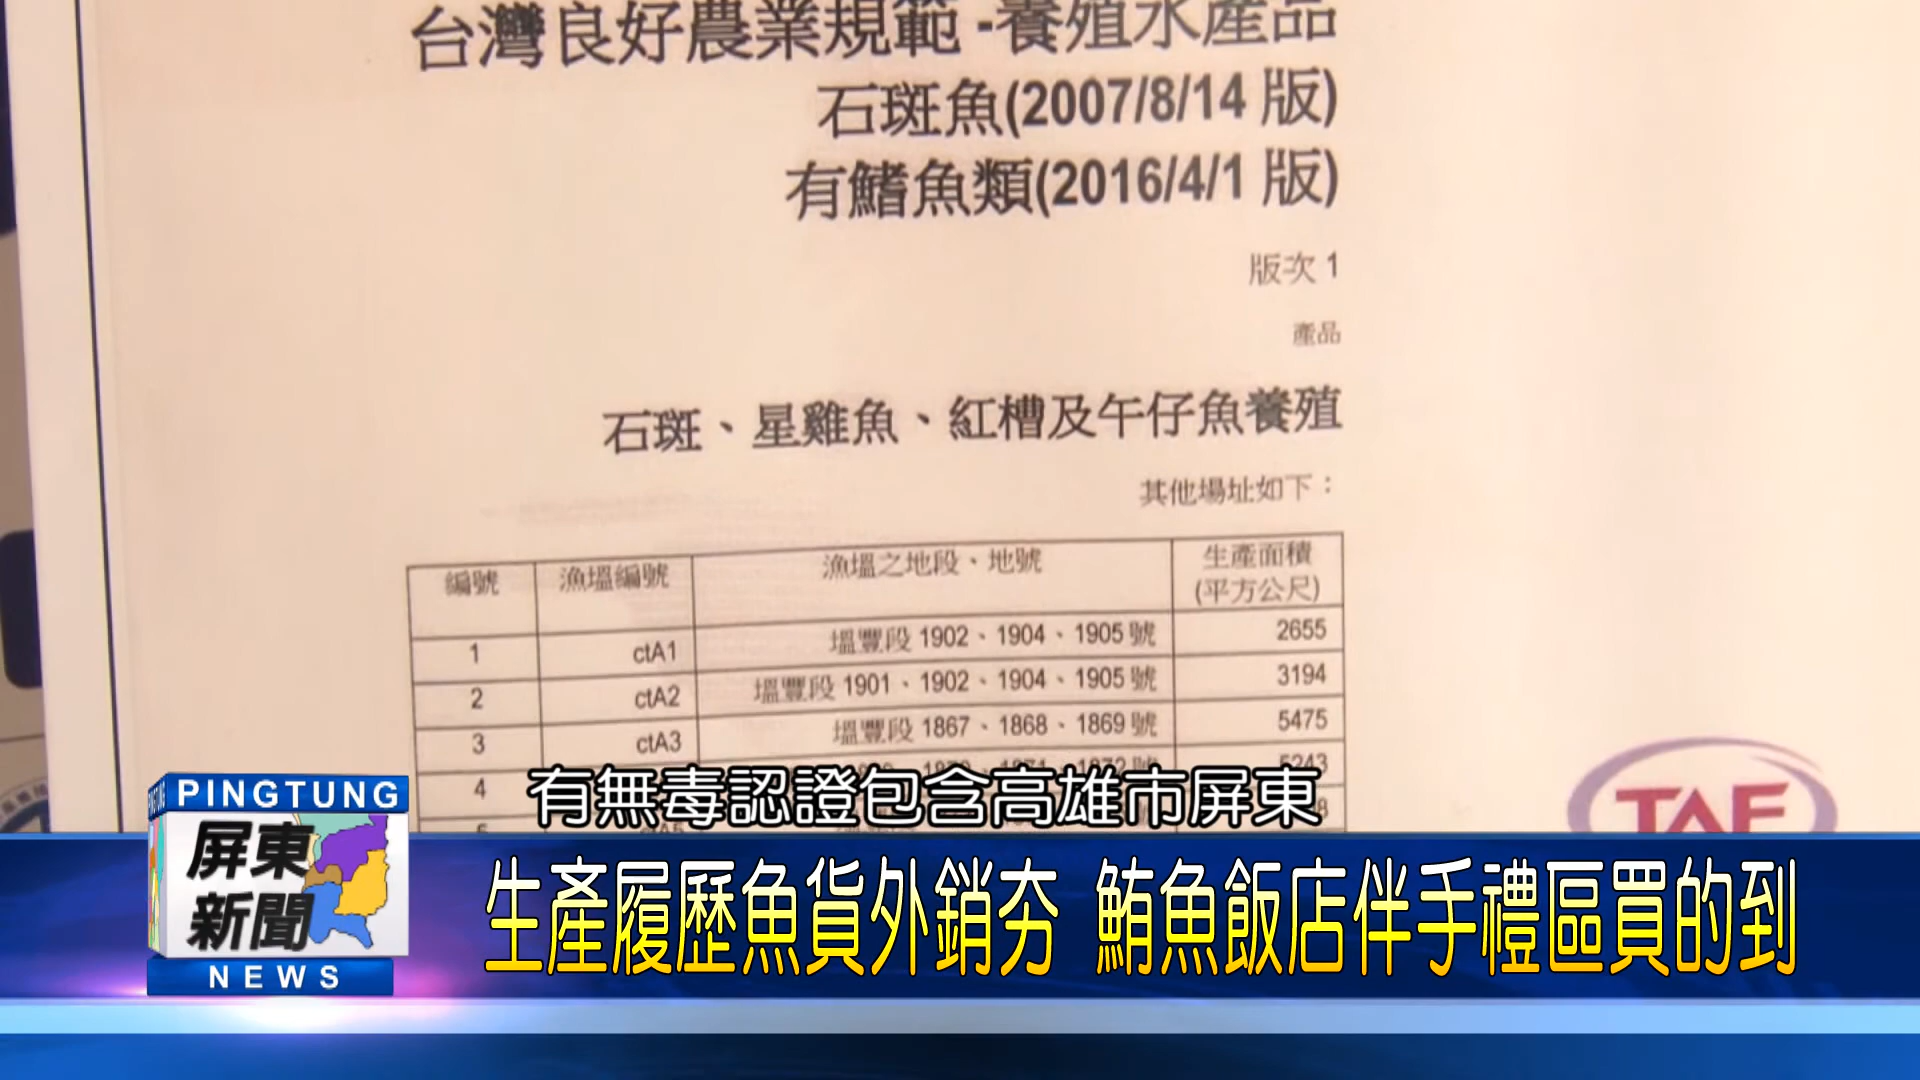 台灣良好農業規範-養殖水產品
石斑魚(2007/8/14 版)
有鰭魚類(2016/4/1 版)
版次 1
產品
石斑、星雞魚、紅槽及午仔魚養殖
其他場址如下：
編號 漁塭編號 漁塭之地段、地號 生產面積
(平方公尺)
1 ctA1 塭豐段 1902、1904、1905 號 2655
2 ctA2 塭豐段 1901、1902、1904、1905 號 3194
3 ctA3 塭豐段 1867、1868、1869 號 5475
4 5243
TAF
有無毒認證包含高雄市屏東
PINGTUNG
屏東
新聞
NEWS
生產履歷魚貨外銷夯 鮪魚飯店伴手禮區買的到